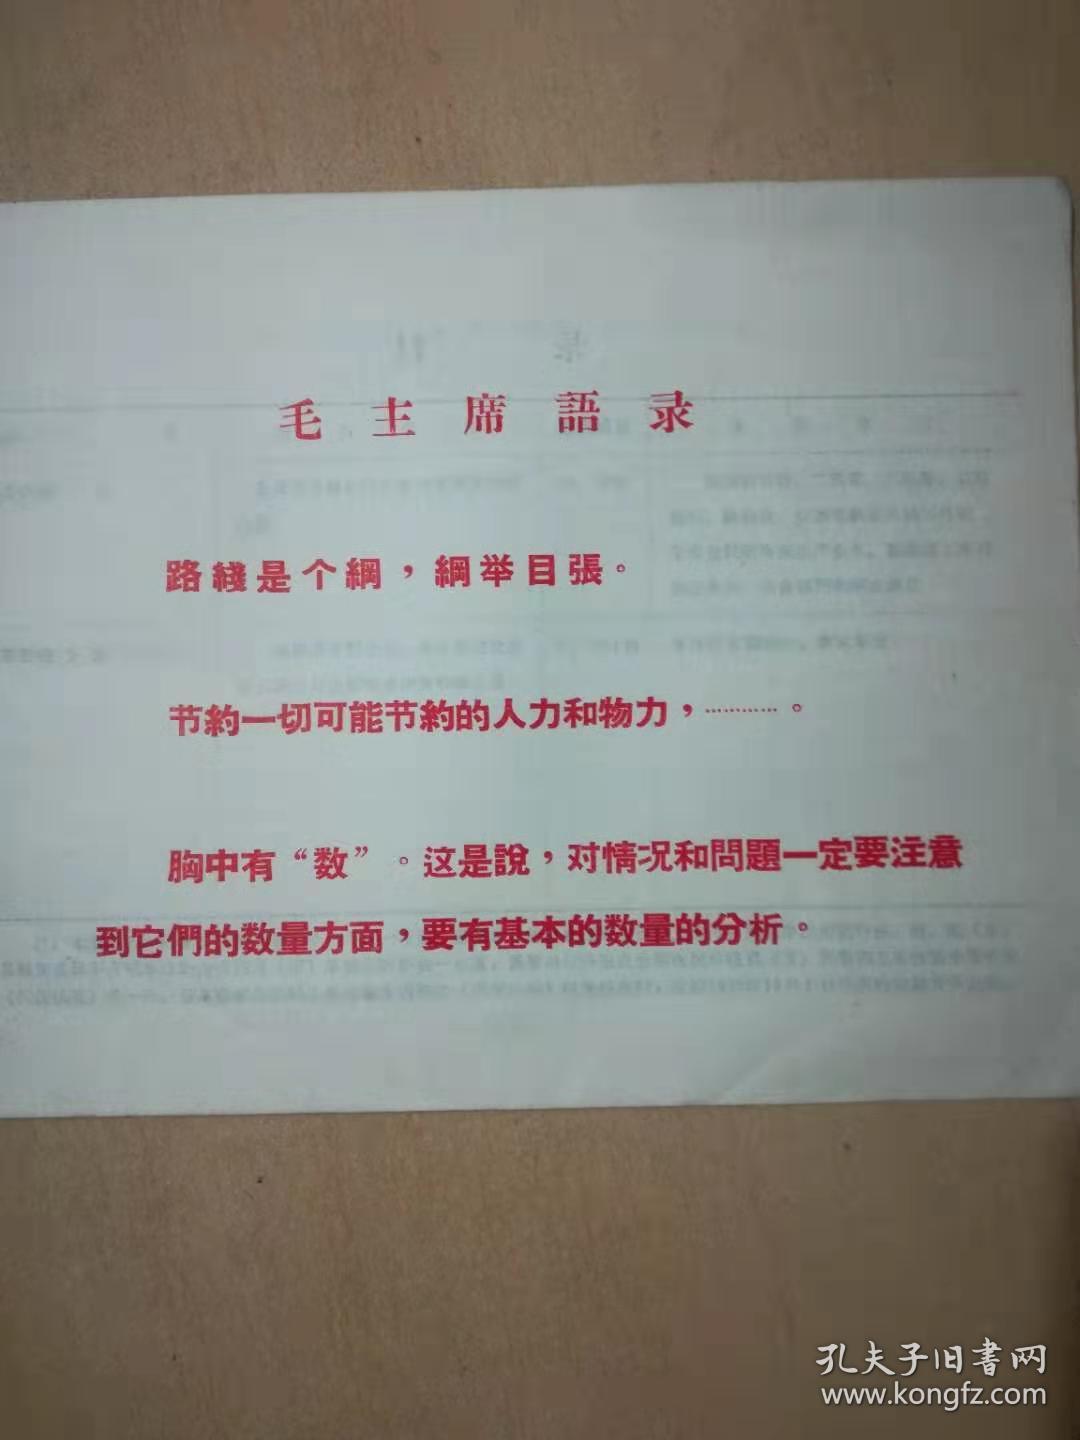 毛主席語录
路綫是个綱，綱举目張。
节約一切可能节約的人力和物力，…………。
胸中有“数”。这是說，对情况和問題一定要注意
到它們的数量方面，要有基本的数量的分析。
孔夫子旧書网
www.kongfz.com